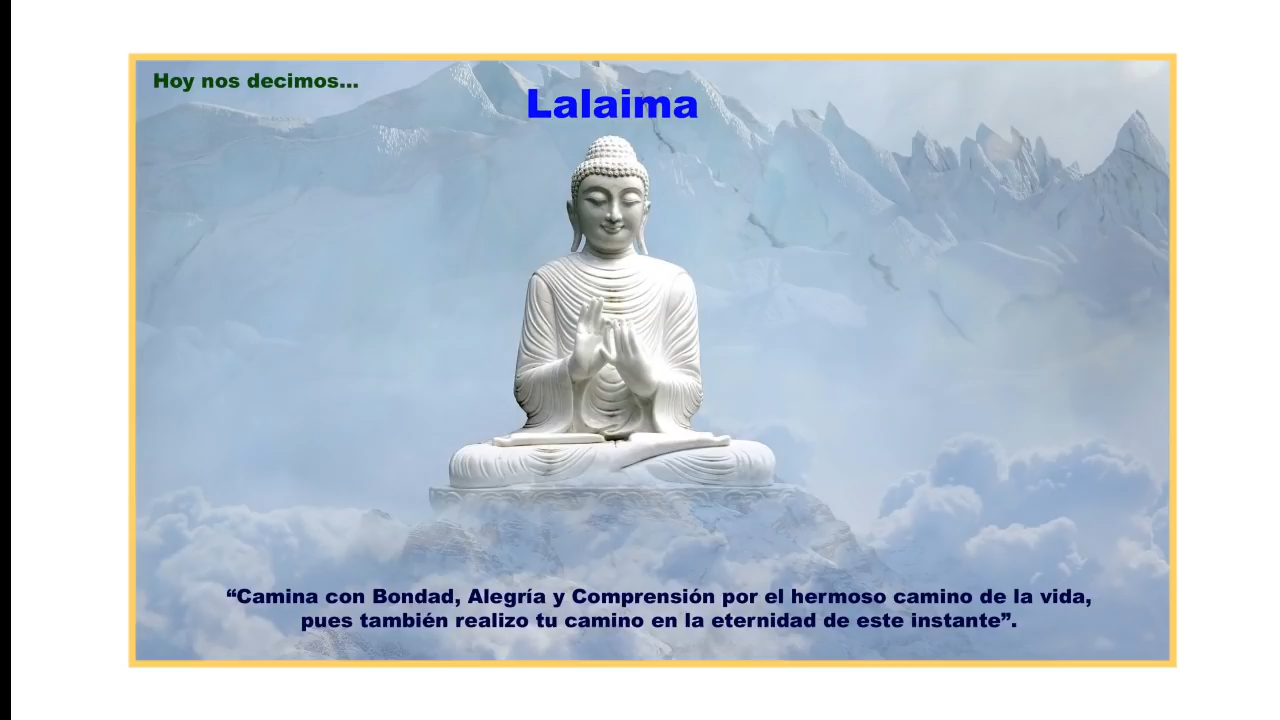 Hoy nos decimos...
Lalaima
“Camina con Bondad, Alegría y Comprensión por el hermoso camino de la vida,
pues también realizo tu camino en la eternidad de este instante”.